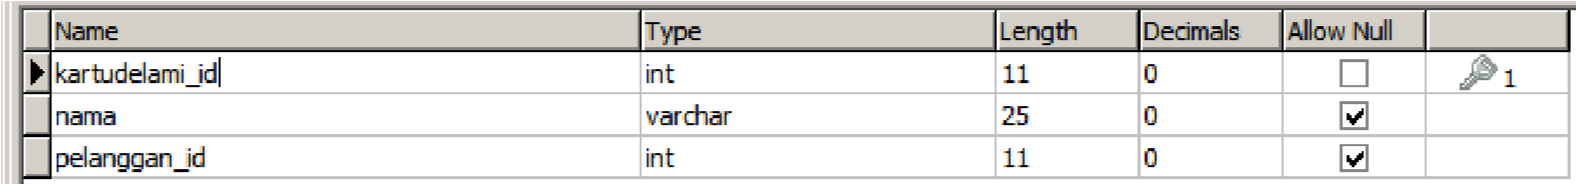 Name Type Length Decimals Allow Null
kartudelami_id int 11 0 1
nama varchar 25 0
pelanggan_id int 11 0